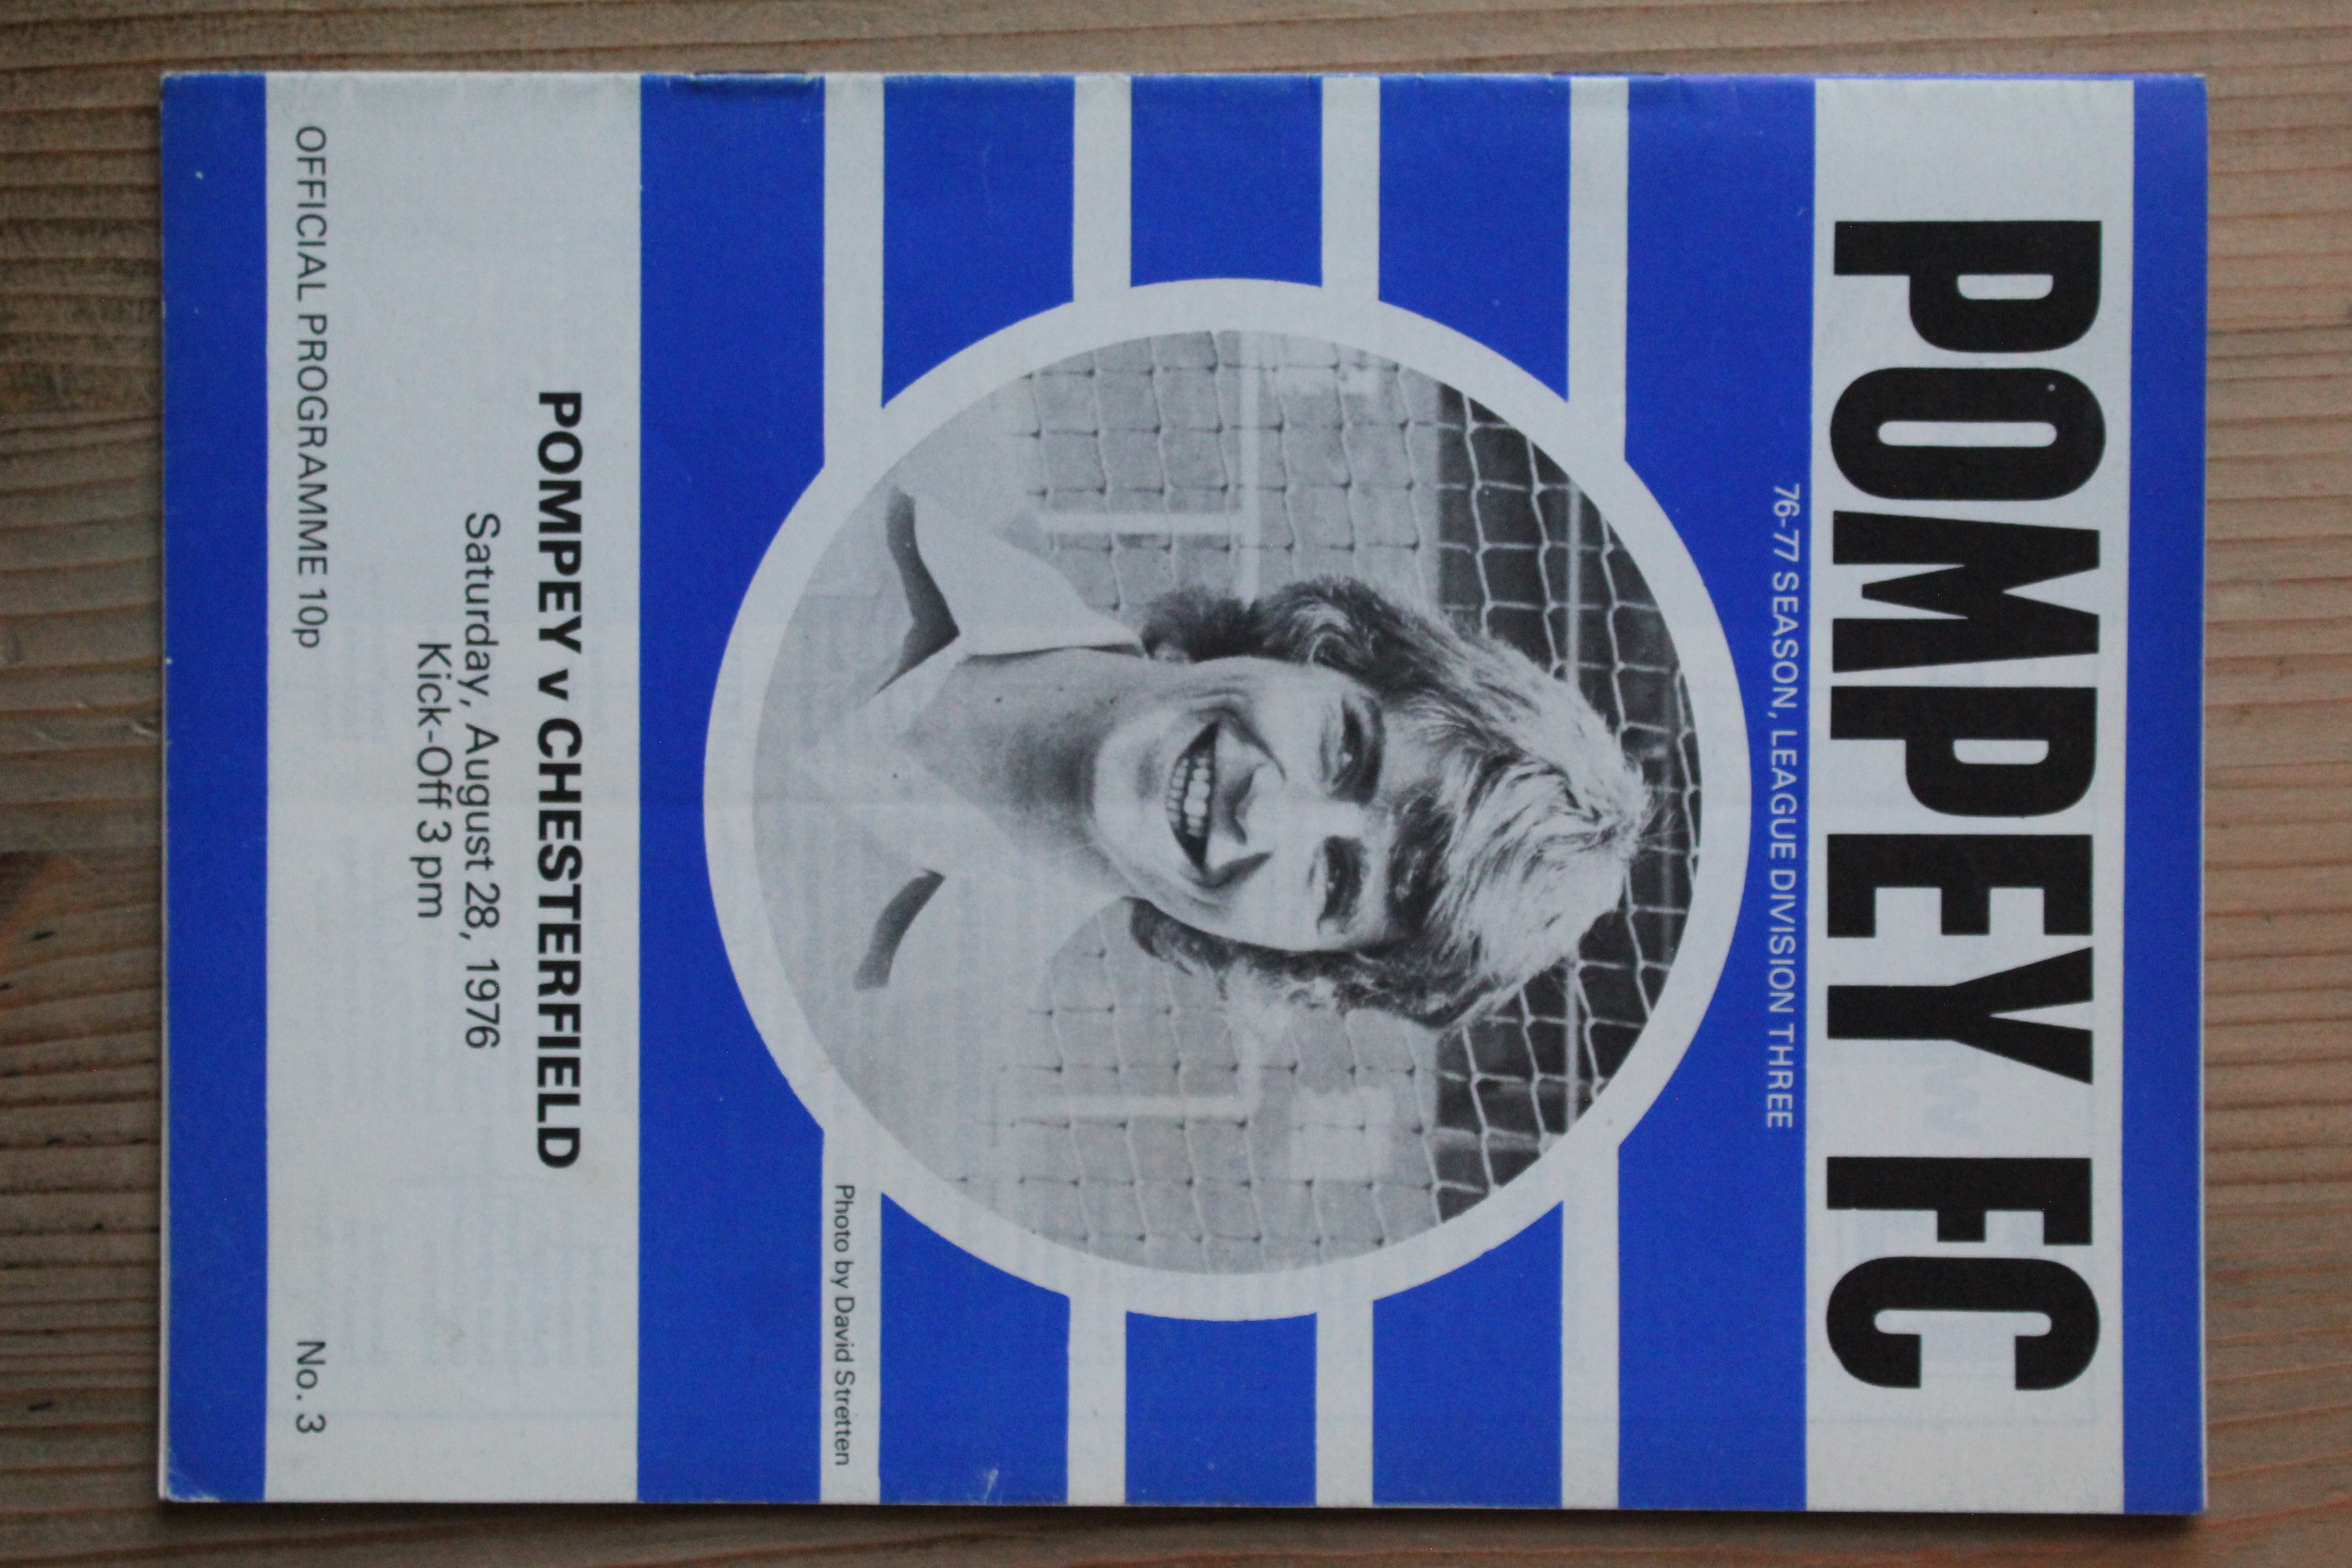 POMPEY FC
76-77 SEASON, LEAGUE DIVISION THREE
Photo by David Stretten
POMPEY v CHESTERFIELD
Saturday, August 28, 1976
Kick-Off 3 pm
OFFICIAL PROGRAMME 10p
No. 3